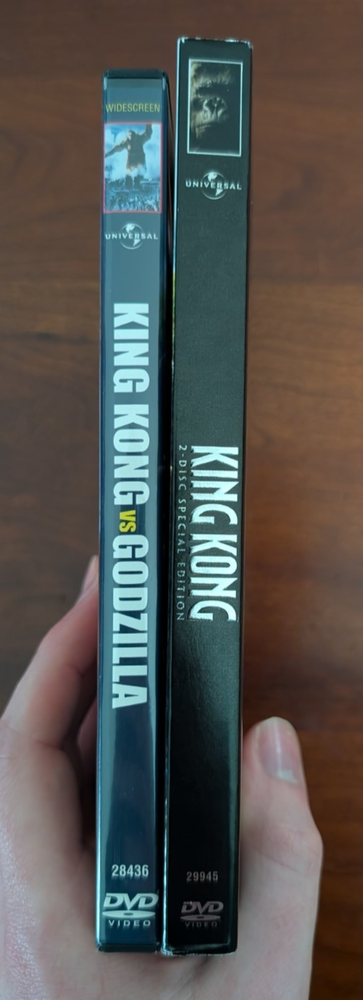 WIDESCREEN
UNIVERSAL
KING KONG vs GODZILLA
28436
DVD
VIDEO
UNIVERSAL
KING KONG
2-DISC SPECIAL EDITION
29945
DVD
VIDEO